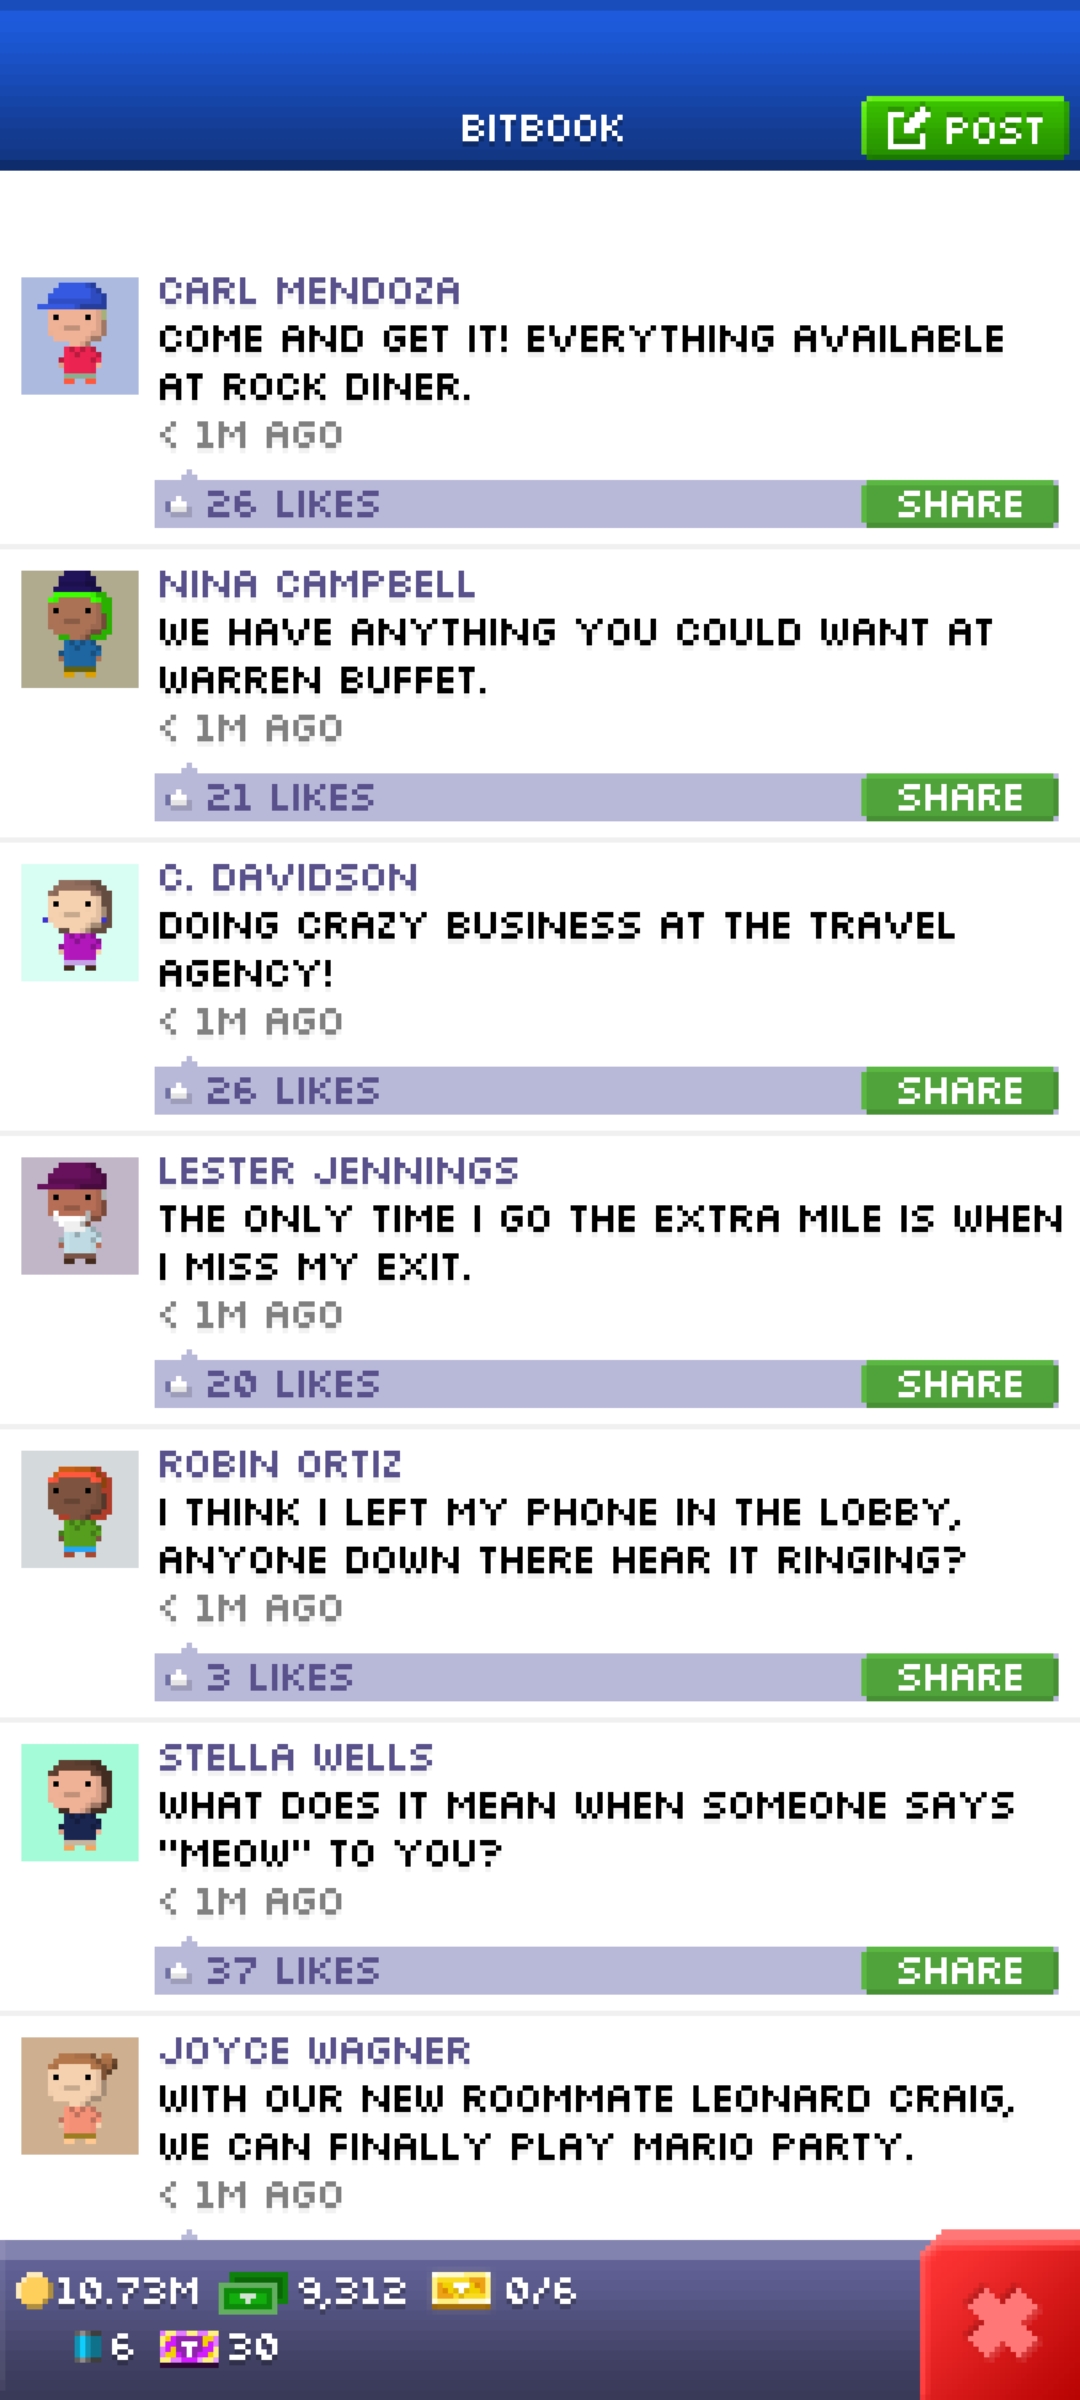 BITBOOK
POST
CARL MENDOZA
COME AND GET IT! EVERYTHING AVAILABLE
AT ROCK DINER.
< 1M AGO
26 LIKES
SHARE
NINA CAMPBELL
WE HAVE ANYTHING YOU COULD WANT AT
WARREN BUFFET.
< 1M AGO
21 LIKES
SHARE
C. DAVIDSON
DOING CRAZY BUSINESS AT THE TRAVEL
AGENCY!
< 1M AGO
26 LIKES
SHARE
LESTER JENNINGS
THE ONLY TIME I GO THE EXTRA MILE IS WHEN
I MISS MY EXIT.
< 1M AGO
20 LIKES
SHARE
ROBIN ORTIZ
I THINK I LEFT MY PHONE IN THE LOBBY,
ANYONE DOWN THERE HEAR IT RINGING?
< 1M AGO
3 LIKES
SHARE
STELLA WELLS
WHAT DOES IT MEAN WHEN SOMEONE SAYS
"MEOW" TO YOU?
< 1M AGO
37 LIKES
SHARE
JOYCE WAGNER
WITH OUR NEW ROOMMATE LEONARD CRAIG,
WE CAN FINALLY PLAY MARIO PARTY.
< 1M AGO
10.73M 9,312 0/6
6 T 30